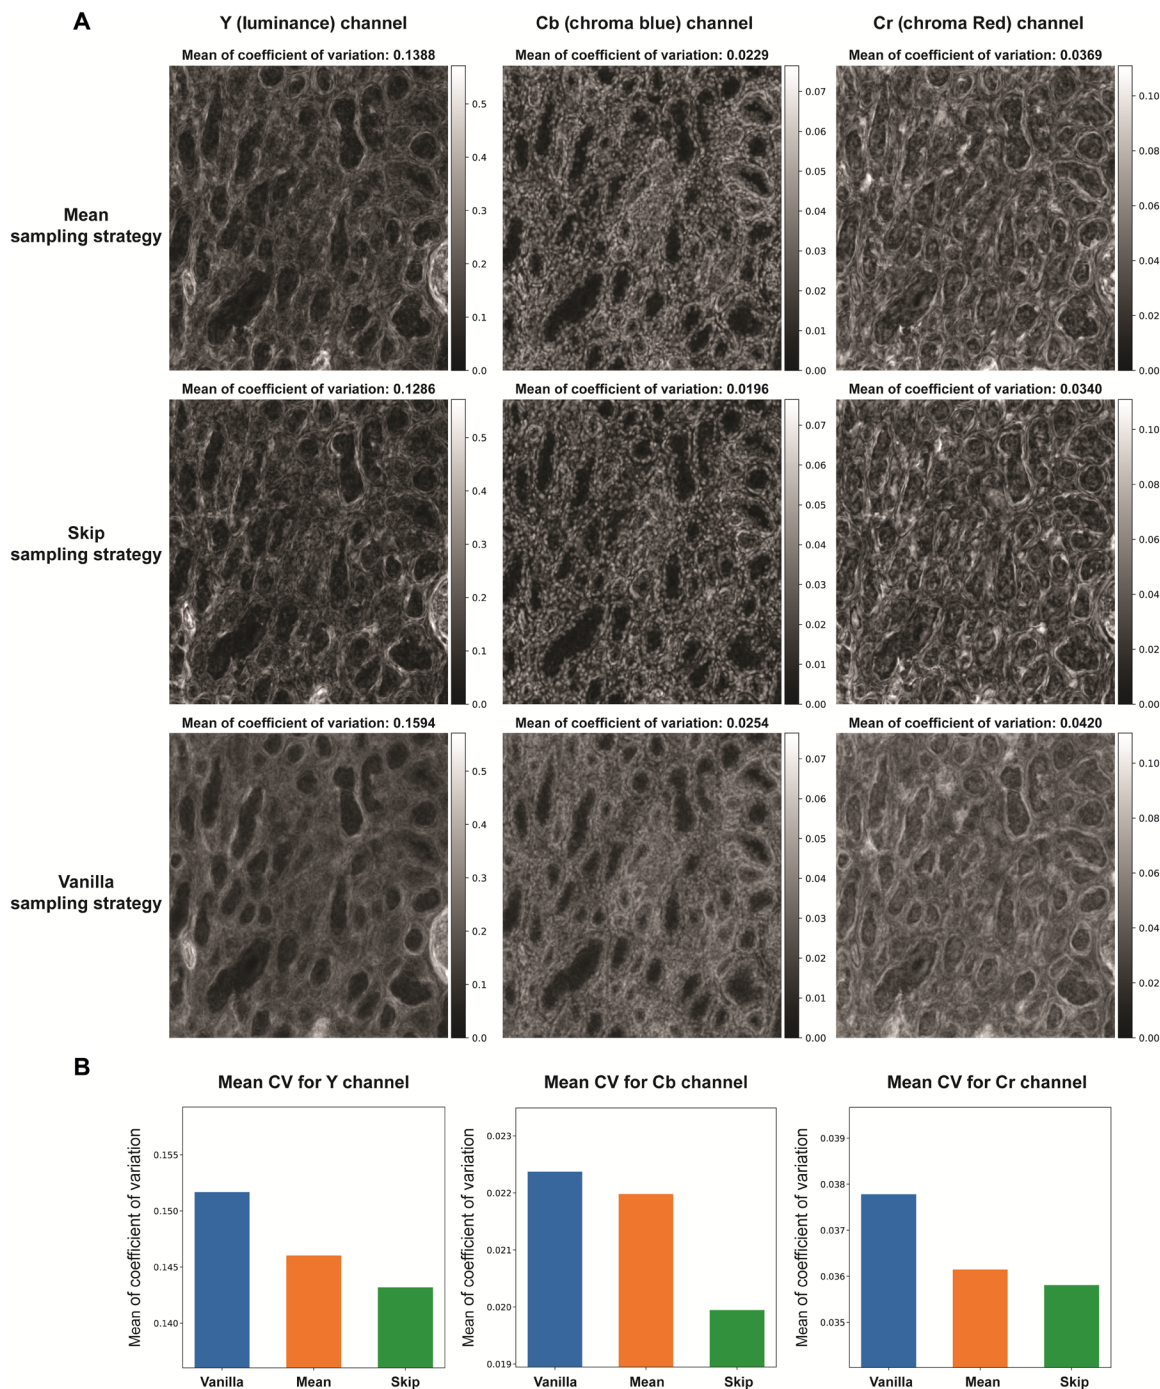 A
Y (luminance) channel
Cb (chroma blue) channel
Cr (chroma Red) channel
Mean of coefficient of variation: 0.1388
Mean of coefficient of variation: 0.0229
Mean of coefficient of variation: 0.0369
Mean
sampling strategy
0.5
0.4
0.3
0.2
0.1
0.0
0.07
0.06
0.05
0.04
0.03
0.02
0.01
0.00
0.10
0.08
0.06
0.04
0.02
0.00
Mean of coefficient of variation: 0.1286
Mean of coefficient of variation: 0.0196
Mean of coefficient of variation: 0.0340
Skip
sampling strategy
0.5
0.4
0.3
0.2
0.1
0.0
0.07
0.06
0.05
0.04
0.03
0.02
0.01
0.00
0.10
0.08
0.06
0.04
0.02
0.00
Mean of coefficient of variation: 0.1594
Mean of coefficient of variation: 0.0254
Mean of coefficient of variation: 0.0420
Vanilla
sampling strategy
0.5
0.4
0.3
0.2
0.1
0.0
0.07
0.06
0.05
0.04
0.03
0.02
0.01
0.00
0.10
0.08
0.06
0.04
0.02
0.00
B
Mean CV for Y channel
Mean of coefficient of variation
0.155
0.150
0.145
0.140
Vanilla Mean Skip
Mean CV for Cb channel
Mean of coefficient of variation
0.023
0.022
0.021
0.020
0.019
Vanilla Mean Skip
Mean CV for Cr channel
Mean of coefficient of variation
0.039
0.038
0.037
0.036
0.035
Vanilla Mean Skip